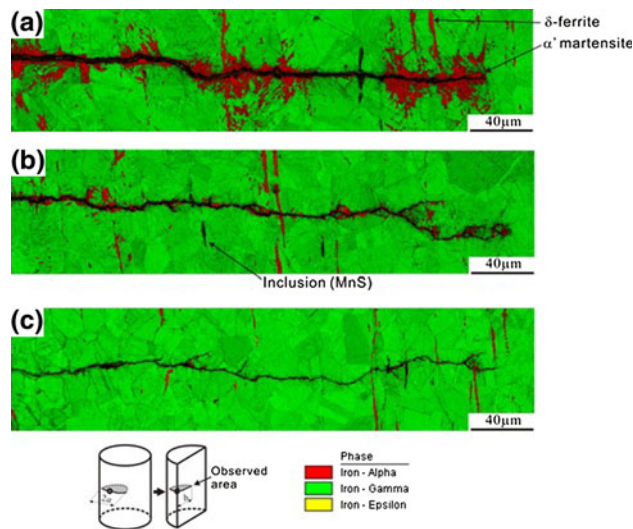 (a)
δ-ferrite
α' martensite
40μm
(b)
Inclusion (MnS)
40μm
(c)
40μm
Observed
area
Phase
Iron - Alpha
Iron - Gamma
Iron - Epsilon